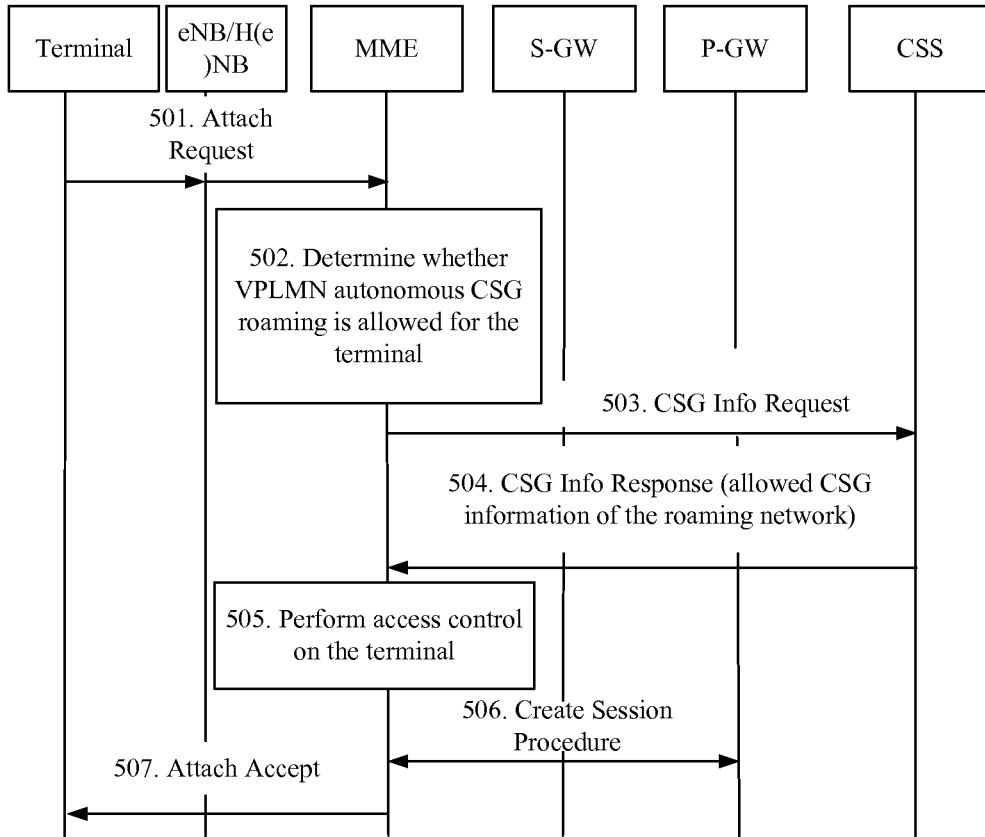 Terminal
eNB/H(e
)NB
MME
S-GW
P-GW
CSS
501. Attach
Request
502. Determine whether
VPLMN autonomous CSG
roaming is allowed for the
terminal
503. CSG Info Request
504. CSG Info Response (allowed CSG
information of the roaming network)
505. Perform access control
on the terminal
506. Create Session
Procedure
507. Attach Accept